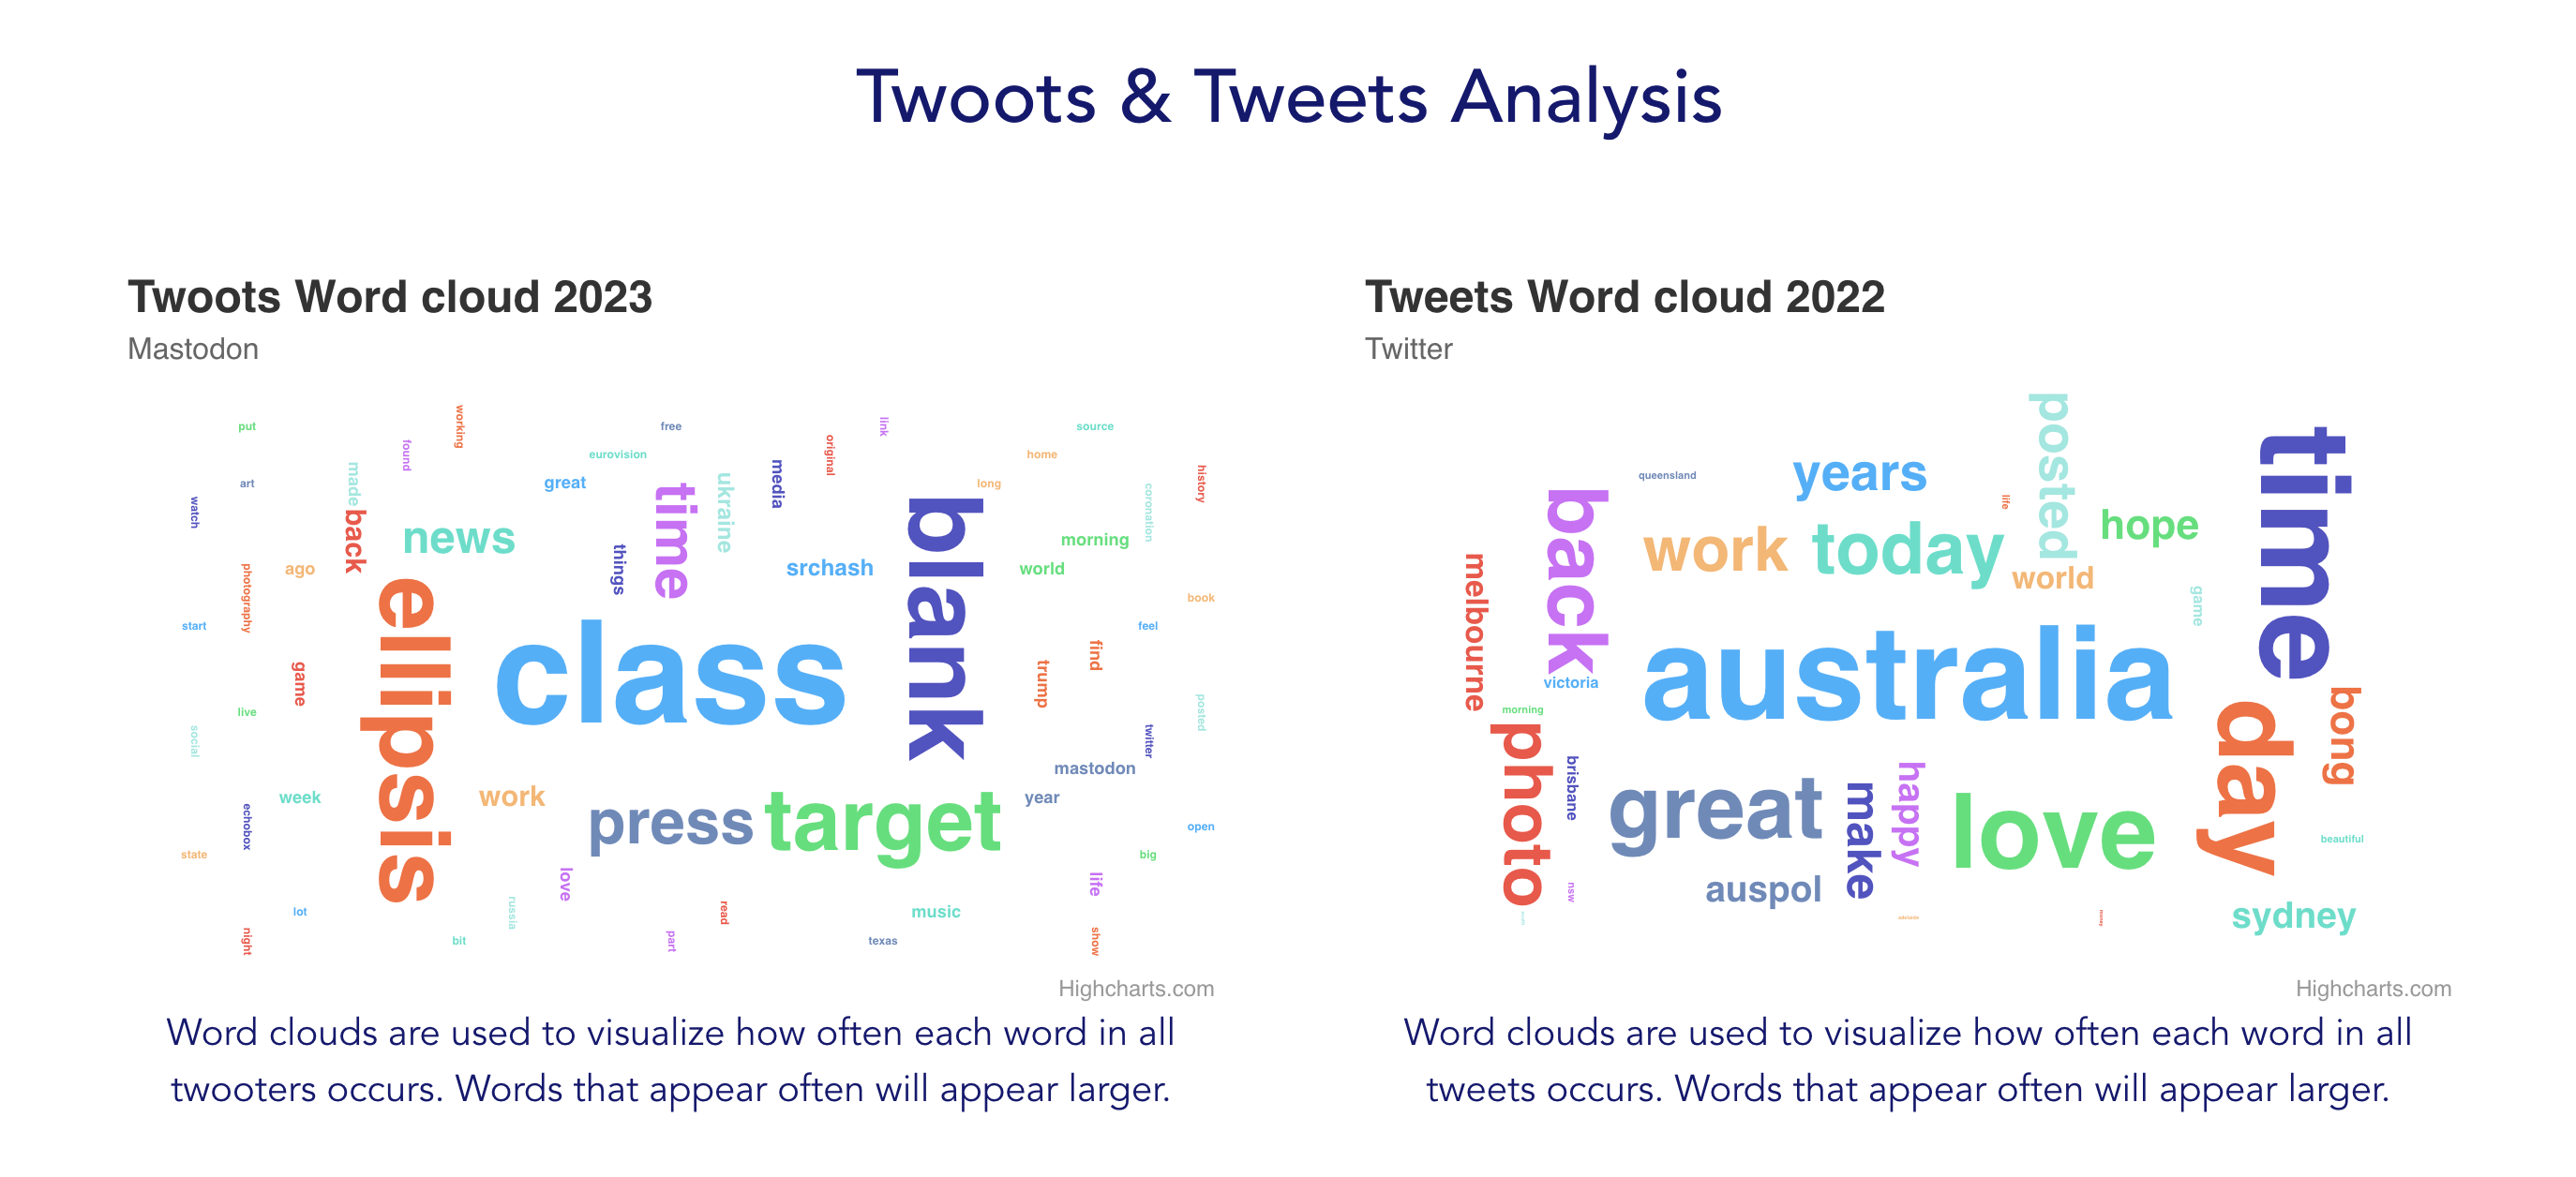 Twoots & Tweets Analysis
Twoots Word cloud 2023
Mastodon
put
working
free
link
source
found
original
eurovision
home
made
art
great
time
ukraine
media
long
history
coronation
watch
back
news
things
srchash
blank
morning
world
ago
photography
book
start
ellipsis
class
feel
find
game
trump
live
social
posted
twitter
mastodon
week
work
press
target
year
echobox
open
state
big
love
life
lot
russia
read
music
night
bit
part
texas
show
Highcharts.com
Word clouds are used to visualize how often each word in all
twooters occurs. Words that appear often will appear larger.
Tweets Word cloud 2022
Twitter
posted
time
years
queensland
life
back
hope
work
today
world
melbourne
game
australia
victoria
morning
bong
day
photo
brisbane
great
make
happy
love
beautiful
auspol
nsw
sydney
Highcharts.com
Word clouds are used to visualize how often each word in all
tweets occurs. Words that appear often will appear larger.